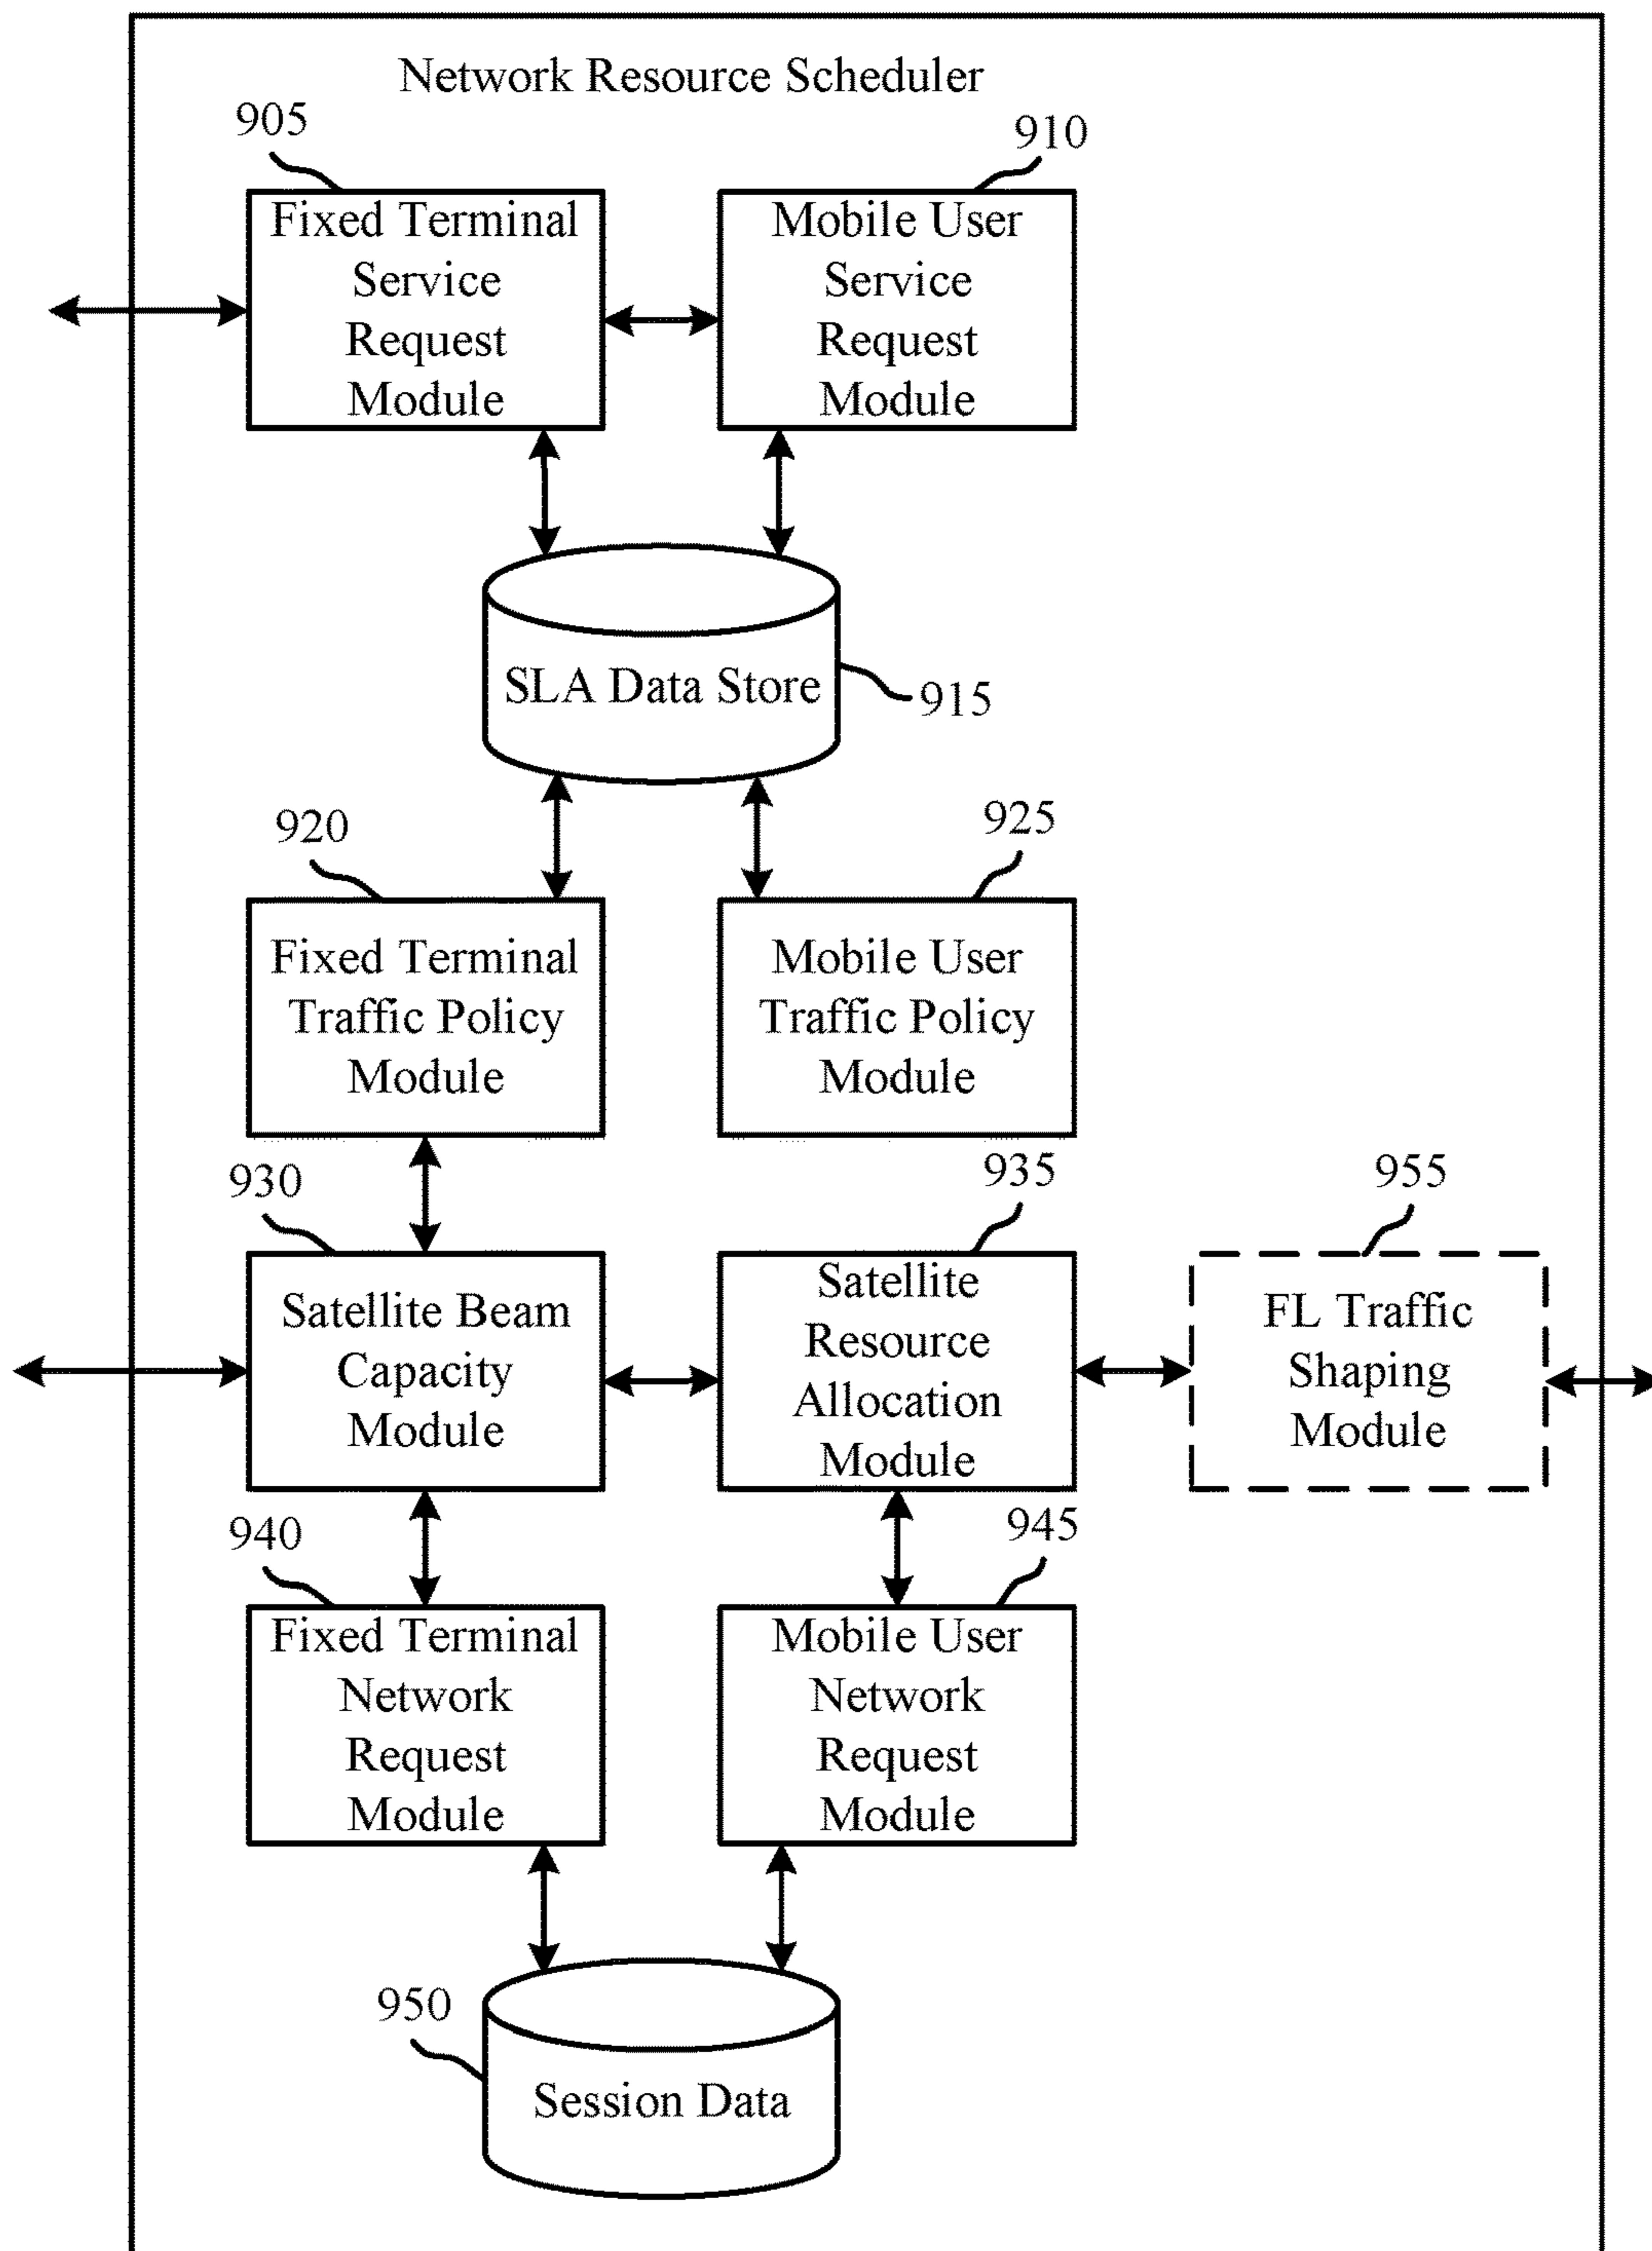 Network Resource Scheduler
905
910
Fixed Terminal
Service
Request
Module
Mobile User
Service
Request
Module
SLA Data Store
915
920
925
Fixed Terminal
Traffic Policy
Module
Mobile User
Traffic Policy
Module
930
935
955
Satellite Beam
Capacity
Module
Satellite
Resource
Allocation
Module
FL Traffic
Shaping
Module
940
945
Fixed Terminal
Network
Request
Module
Mobile User
Network
Request
Module
950
Session Data